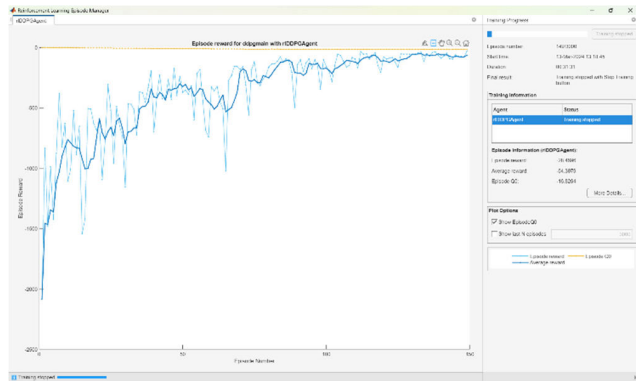 Reinforcement Learning Episode Manager
rlDDPGAgent
Episode reward for ddpgmain with rlDDPGAgent
0
-500
-1000
-1500
-2000
-2500
0
50
100
150
Episode Reward
Episode Number
Training stopped
Training Progress
Training stopped
Episode number
Start time
Duration
Final result
Training stopped with Stop Training
button
Training Information
Agent
Status
rlDDPGAgent
training stopped
Episode Information (rlDDPGAgent)
Episode reward
Average reward
Episode Q0
More Details...
Plot Options
Show Episode Q0
Show last N episodes
Episode reward
Episode Q0
Average reward